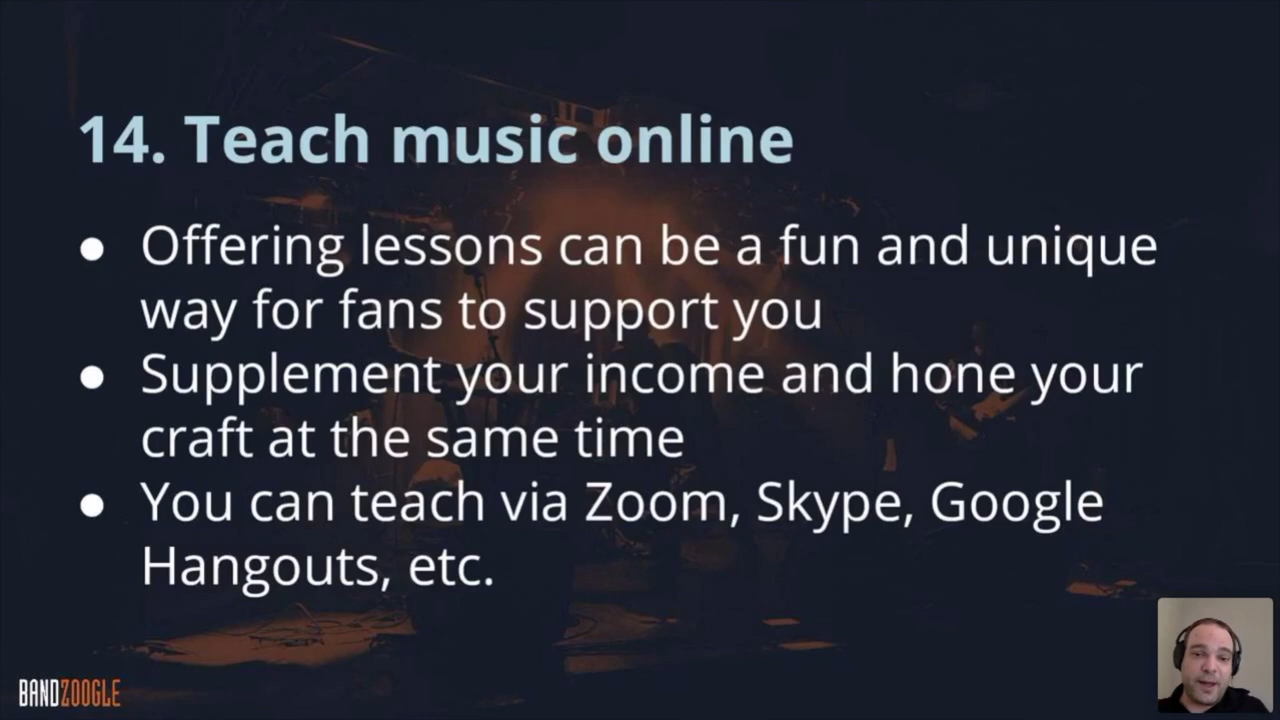 14. Teach music online
● Offering lessons can be a fun and unique
way for fans to support you
● Supplement your income and hone your
craft at the same time
● You can teach via Zoom, Skype, Google
Hangouts, etc.
BANDZOOGLE